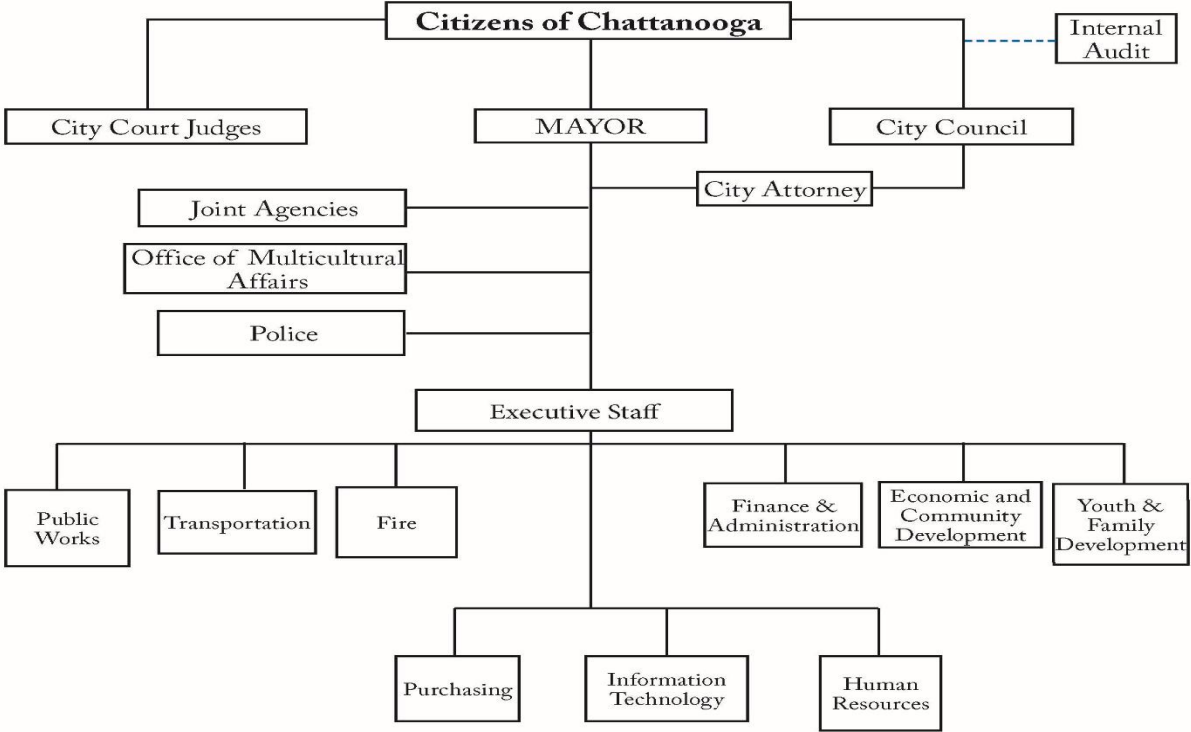 Citizens of Chattanooga
Internal
Audit
City Court Judges
MAYOR
City Council
City Attorney
Joint Agencies
Office of Multicultural
Affairs
Police
Executive Staff
Public
Works
Transportation
Fire
Finance &
Administration
Economic and
Community
Development
Youth &
Family
Development
Purchasing
Information
Technology
Human
Resources